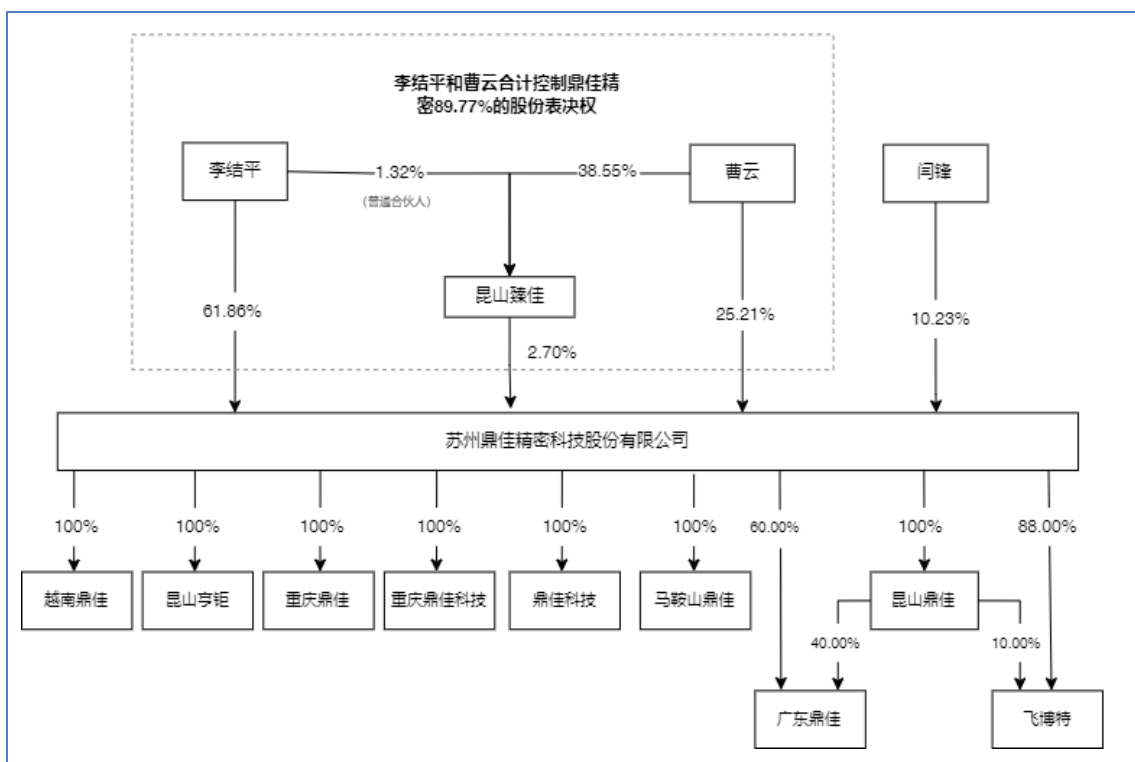 李结平和曹云合计控制鼎佳精
密89.77%的股份表决权
李结平
1.32%
(普通合伙人)
38.55%
曹云
闫锋
昆山臻佳
61.86%
2.70%
25.21%
10.23%
苏州鼎佳精密科技股份有限公司
100%
100%
100%
100%
100%
100%
60.00%
100%
88.00%
越南鼎佳
昆山亨钜
重庆鼎佳
重庆鼎佳科技
鼎佳科技
马鞍山鼎佳
昆山鼎佳
40.00%
10.00%
广东鼎佳
飞博特